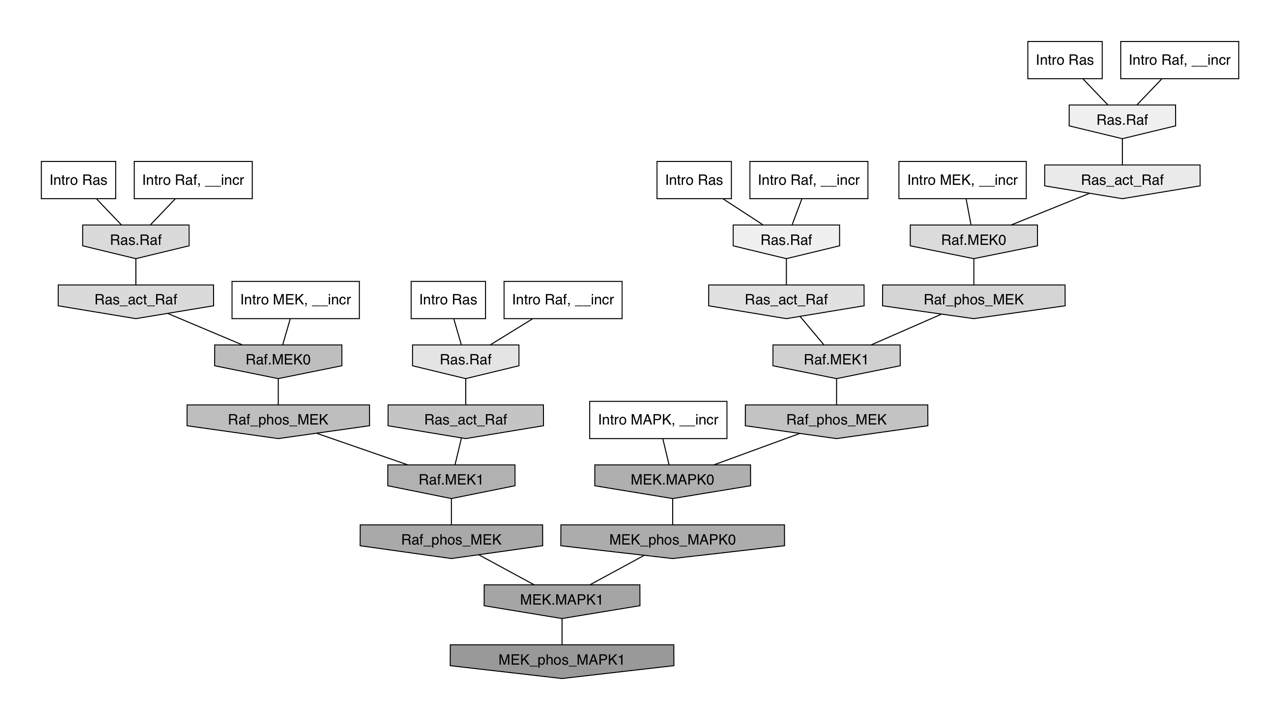 Intro Ras
Intro Raf, __incr
Ras.Raf
Intro Ras
Intro Raf, __incr
Intro Ras
Intro Raf, __incr
Intro MEK, __incr
Ras_act_Raf
Ras.Raf
Ras.Raf
Raf.MEK0
Ras_act_Raf
Intro MEK, __incr
Intro Ras
Intro Raf, __incr
Ras_act_Raf
Raf_phos_MEK
Raf.MEK0
Ras.Raf
Raf.MEK1
Raf_phos_MEK
Ras_act_Raf
Intro MAPK, __incr
Raf_phos_MEK
Raf.MEK1
MEK.MAPK0
Raf_phos_MEK
MEK_phos_MAPK0
MEK.MAPK1
MEK_phos_MAPK1